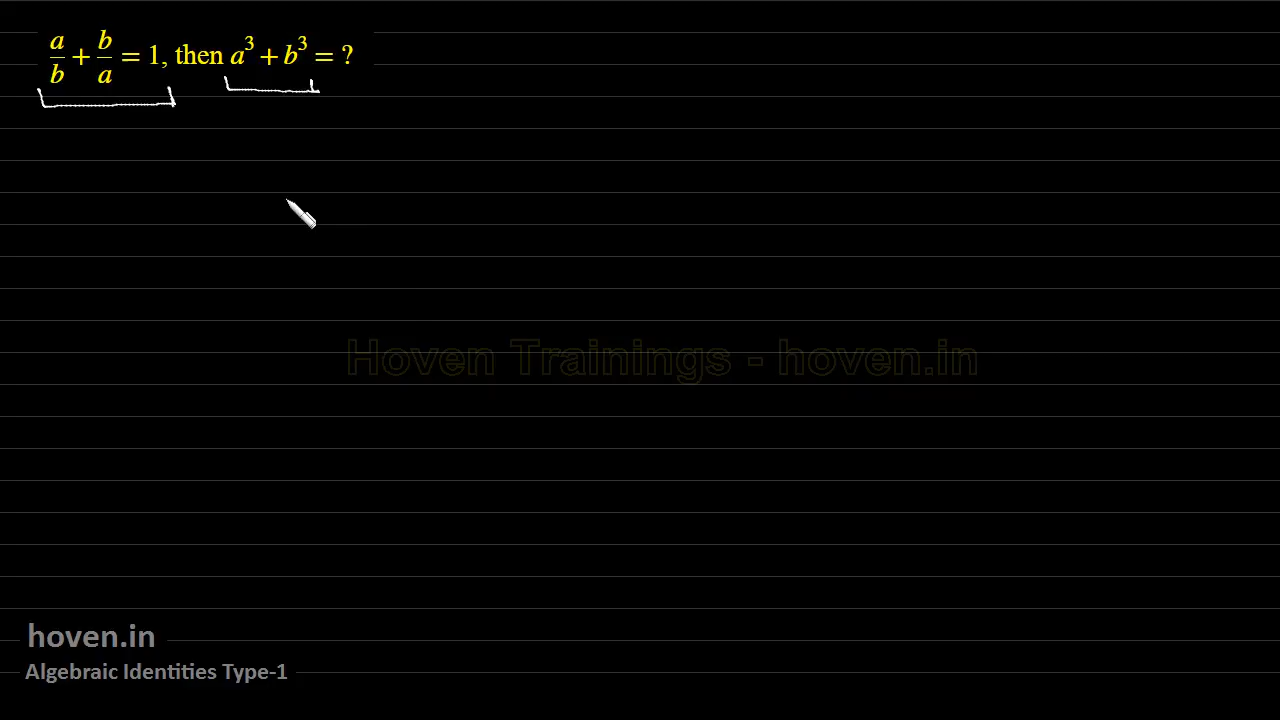 a/b + b/a = 1, then a³ + b³ = ?
Hoven Trainings - hoven.in
hoven.in
Algebraic Identities Type-1